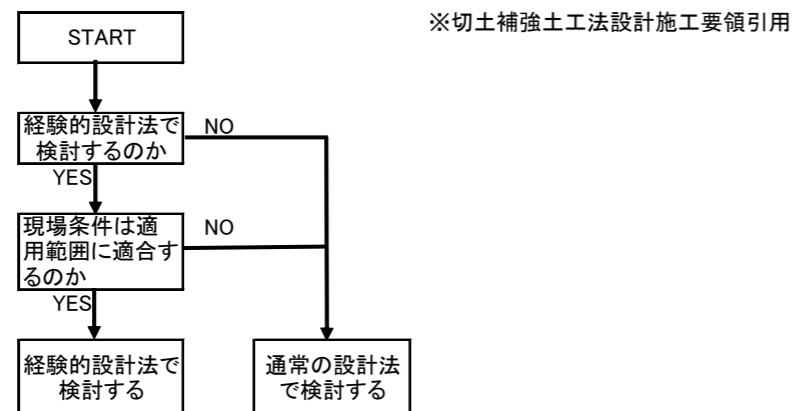 ※切土補強土工法設計施工要領引用
START
経験的設計法で
検討するのか
NO
YES
現場条件は適
用範囲に適合す
るのか
NO
YES
経験的設計法で
検討する
通常の設計法
で検討する